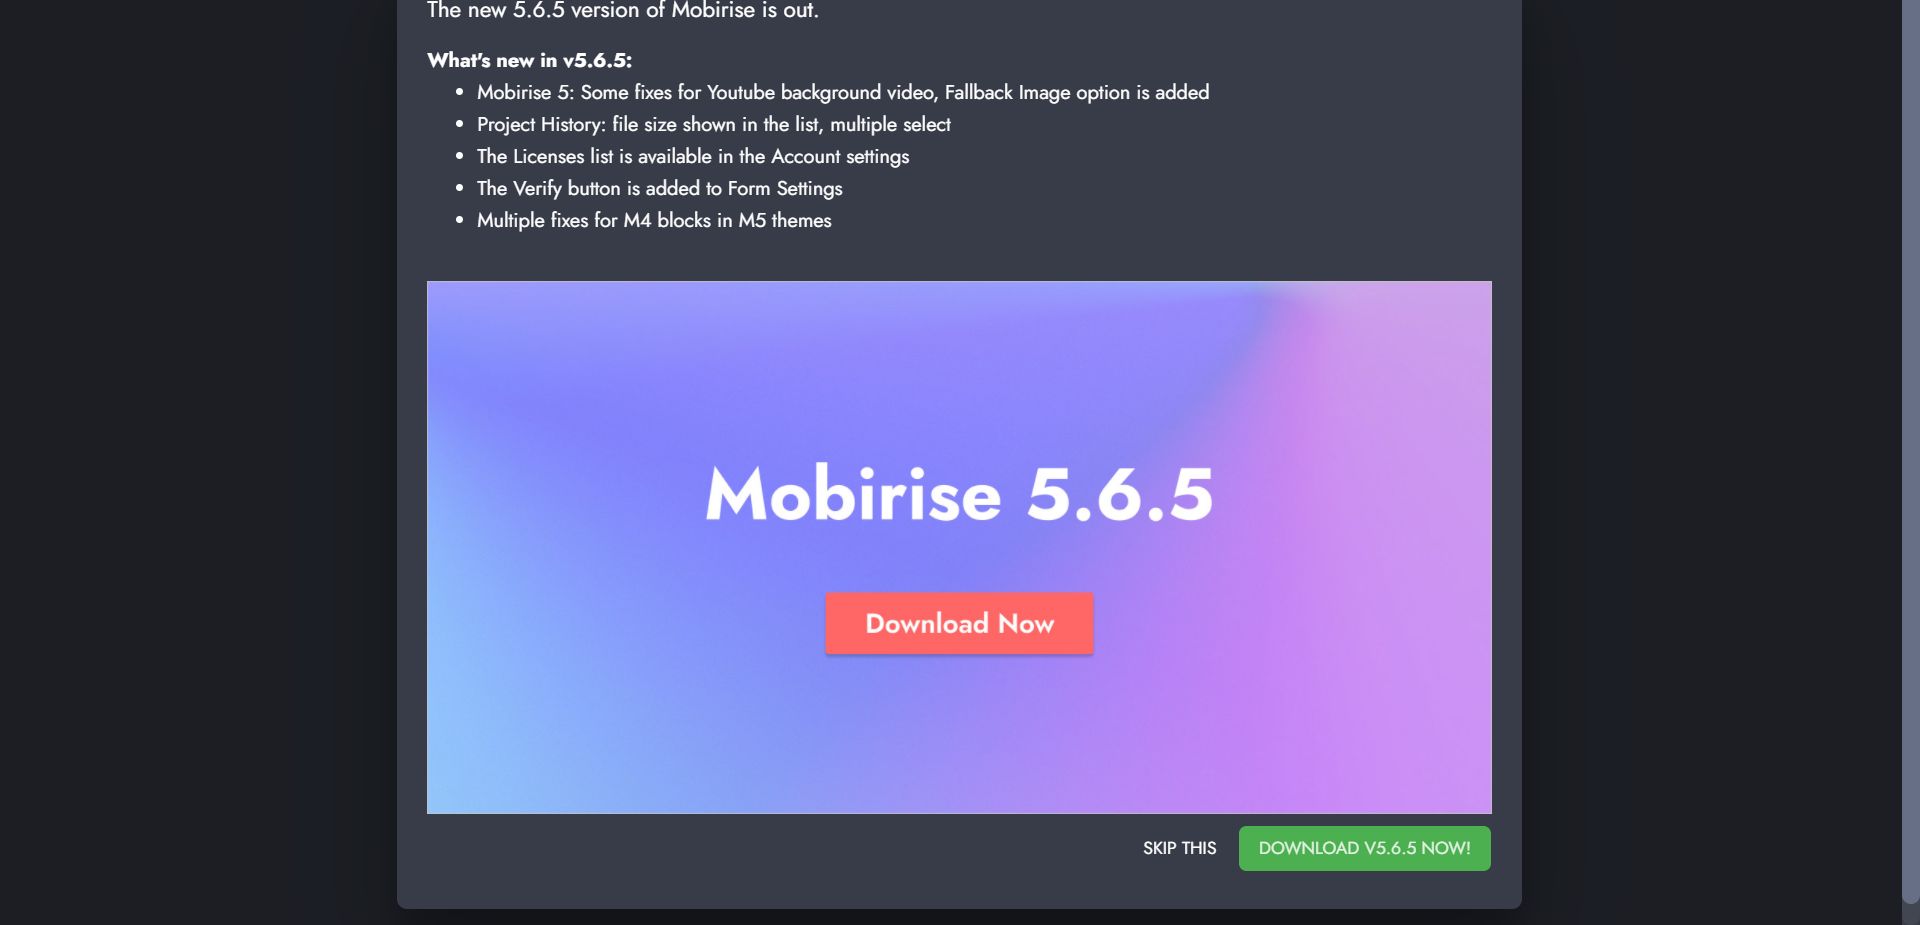 The new 5.6.5 version of Mobirise is out.
What's new in v5.6.5:
Mobirise 5: Some fixes for Youtube background video, Fallback Image option is added
Project History: file size shown in the list, multiple select
The Licenses list is available in the Account settings
The Verify button is added to Form Settings
Multiple fixes for M4 blocks in M5 themes
Mobirise 5.6.5
Download Now
SKIP THIS
DOWNLOAD V5.6.5 NOW!